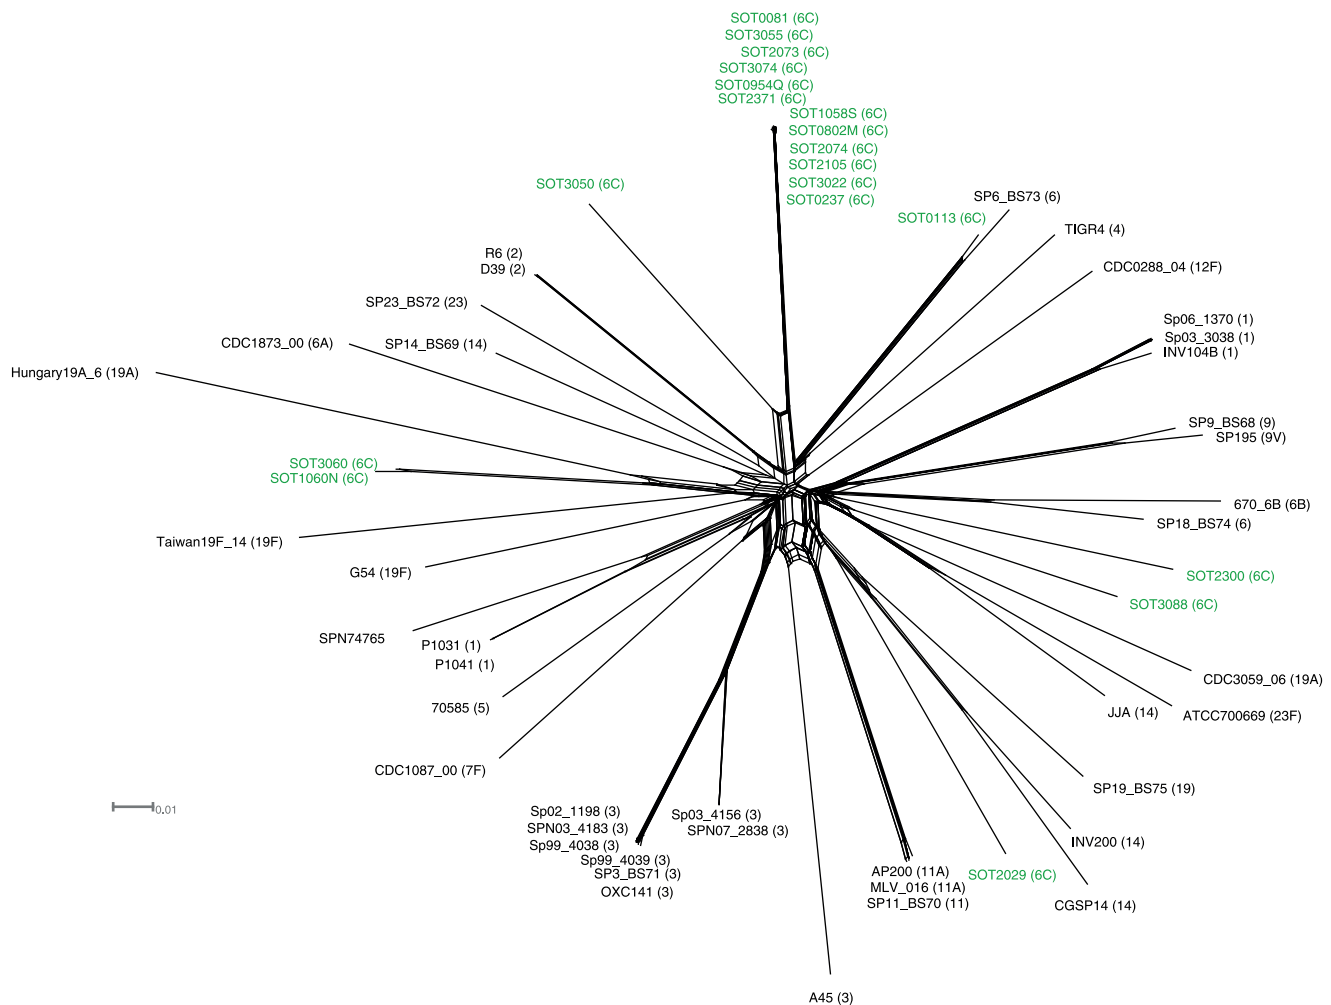 SOT0081 (6C)
SOT3055 (6C)
SOT2073 (6C)
SOT3074 (6C)
SOT0954Q (6C)
SOT2371 (6C)
SOT1058S (6C)
SOT0802M (6C)
SOT2074 (6C)
SOT2105 (6C)
SOT3022 (6C)
SOT0237 (6C)
SOT3050 (6C)
SP6_BS73 (6)
SOT0113 (6C)
TIGR4 (4)
R6 (2)
D39 (2)
CDC0288_04 (12F)
SP23_BS72 (23)
Sp06_1370 (1)
Sp03_3038 (1)
INV104B (1)
CDC1873_00 (6A)
SP14_BS69 (14)
Hungary19A_6 (19A)
SP9_BS68 (9)
SP195 (9V)
SOT3060 (6C)
SOT1060N (6C)
670_6B (6B)
SP18_BS74 (6)
Taiwan19F_14 (19F)
G54 (19F)
SOT2300 (6C)
SOT3088 (6C)
SPN74765
P1031 (1)
P1041 (1)
CDC3059_06 (19A)
70585 (5)
JJA (14)
ATCC700669 (23F)
CDC1087_00 (7F)
SP19_BS75 (19)
0.01
Sp02_1198 (3)
SPN03_4183 (3)
Sp99_4038 (3)
Sp99_4039 (3)
SP3_BS71 (3)
OXC141 (3)
Sp03_4156 (3)
SPN07_2838 (3)
INV200 (14)
AP200 (11A)
MLV_016 (11A)
SP11_BS70 (11)
SOT2029 (6C)
CGSP14 (14)
A45 (3)